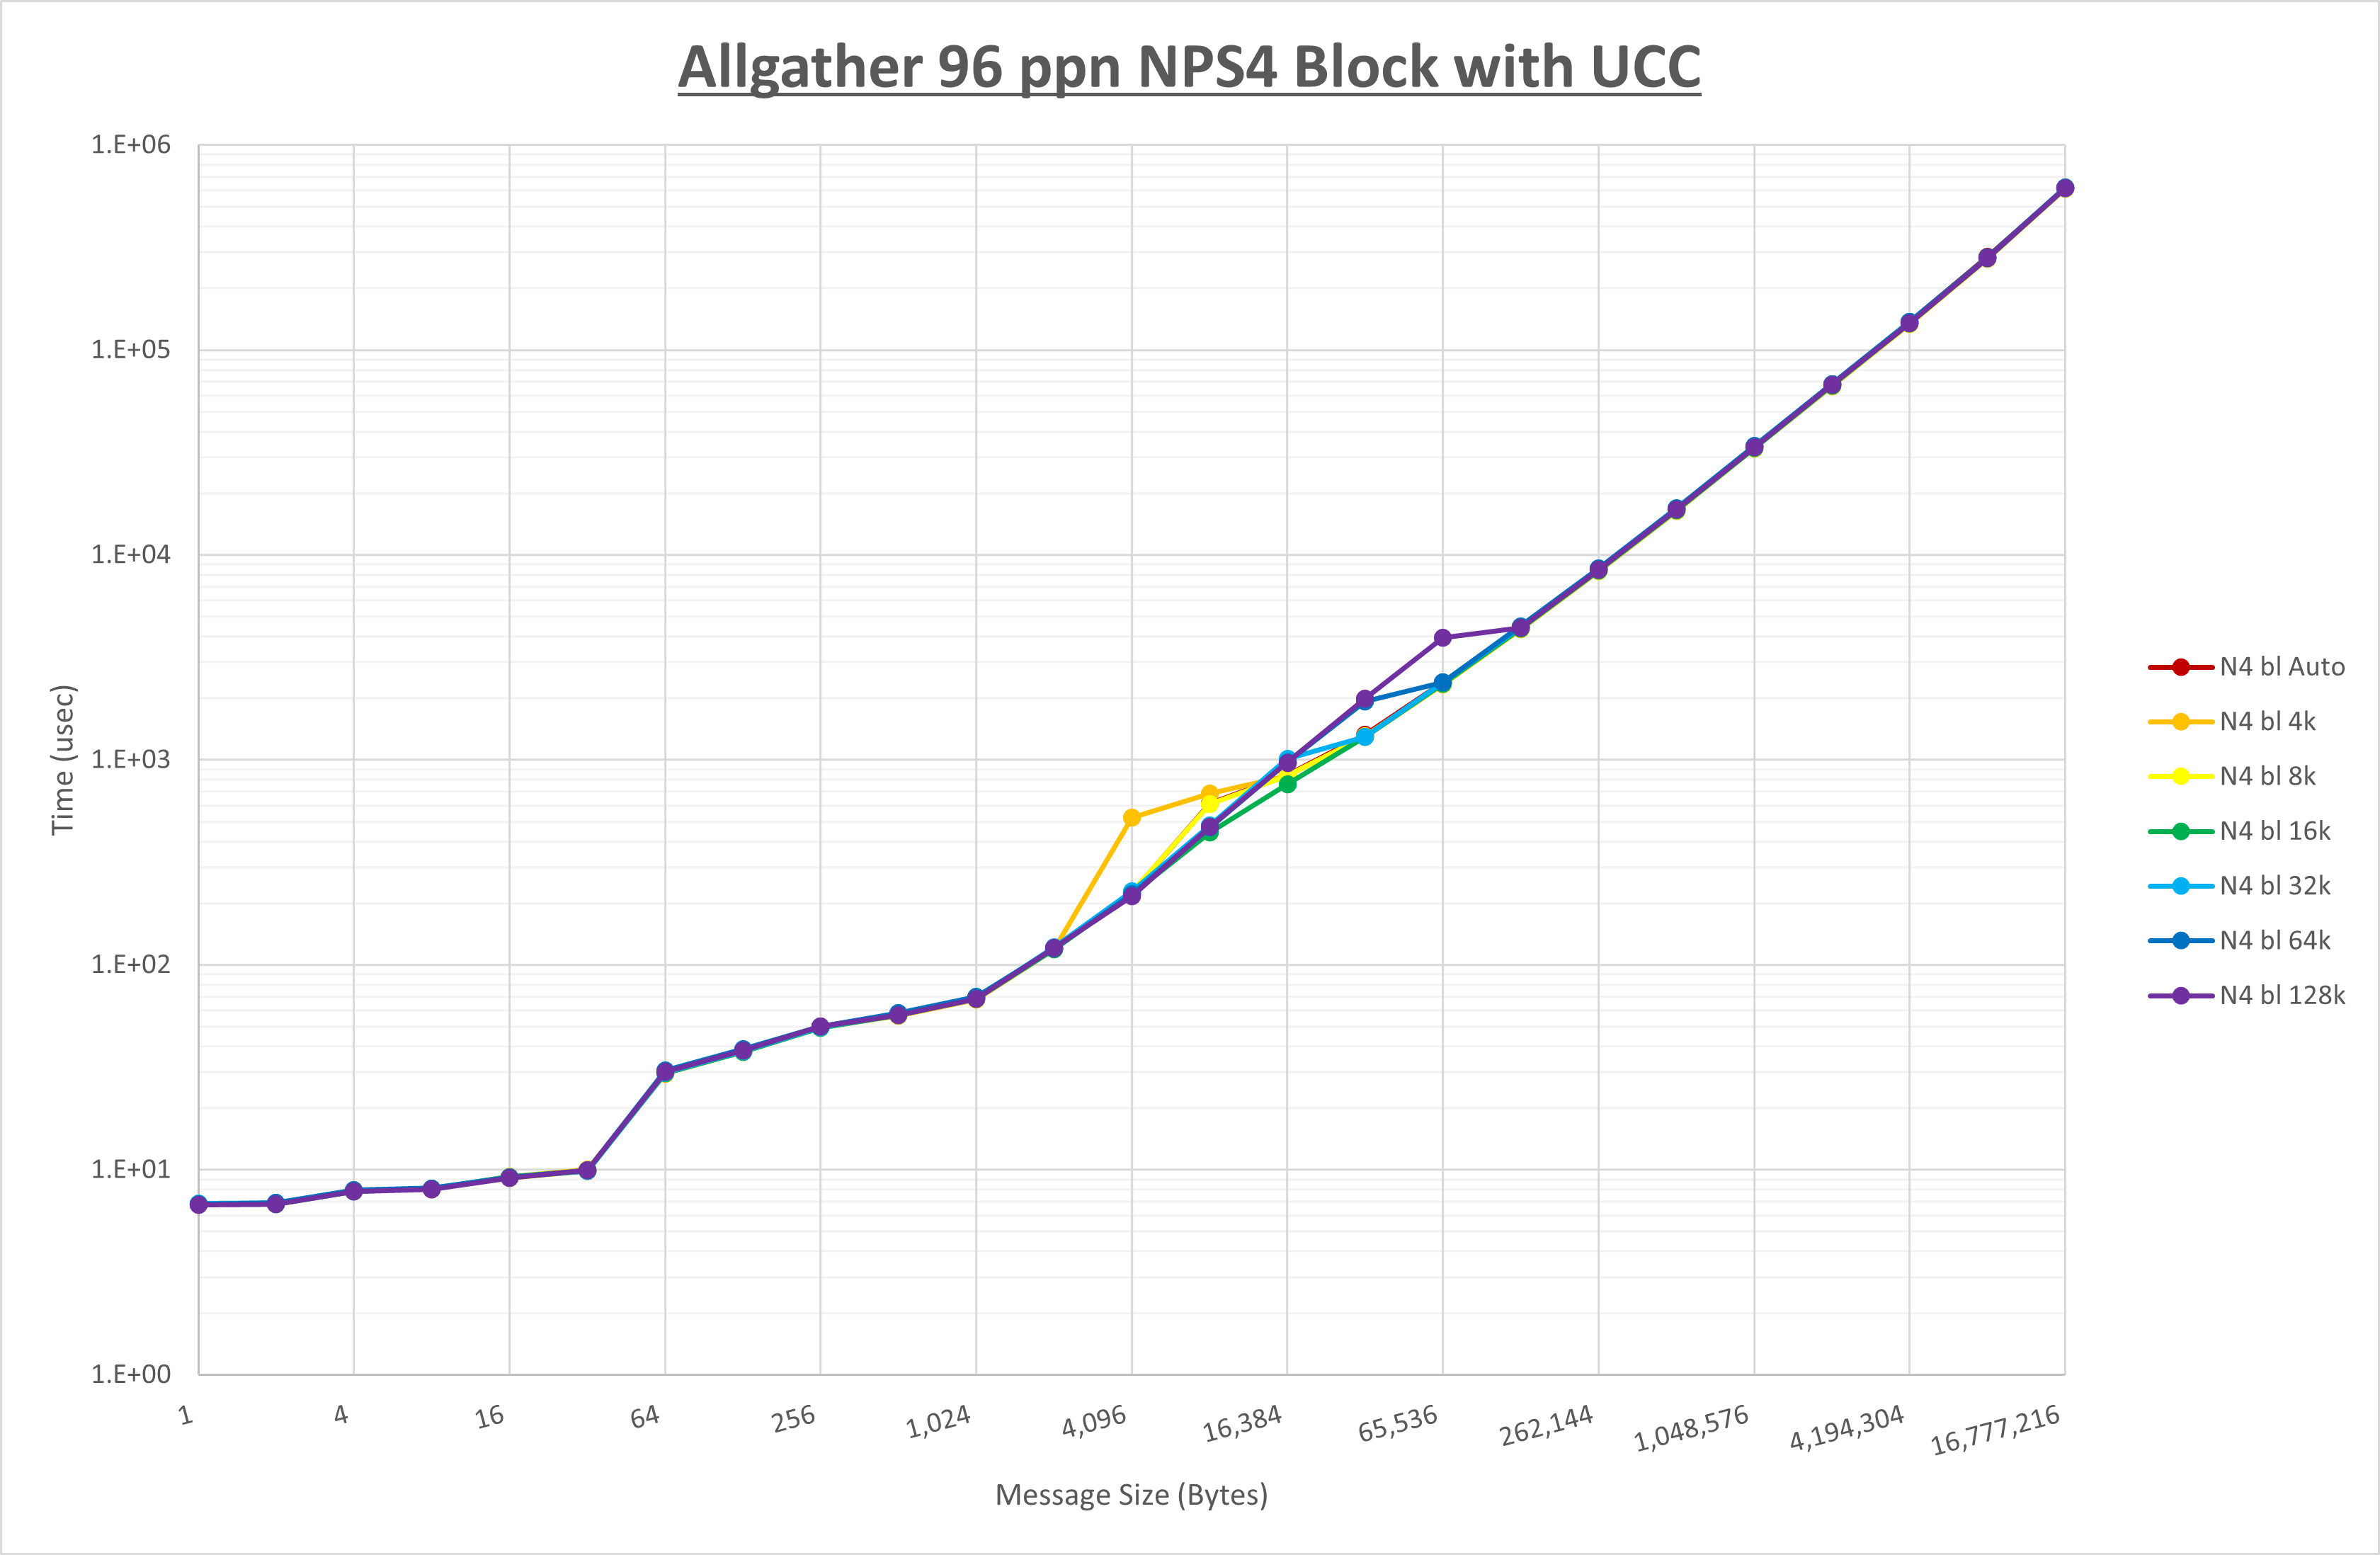 Allgather 96 ppn NPS4 Block with UCC
1.E+06
1.E+05
1.E+04
1.E+03
1.E+02
1.E+01
1.E+00
Time (usec)
1
4
16
64
256
1,024
4,096
16,384
65,536
262,144
1,048,576
4,194,304
16,777,216
Message Size (Bytes)
N4 bl Auto
N4 bl 4k
N4 bl 8k
N4 bl 16k
N4 bl 32k
N4 bl 64k
N4 bl 128k